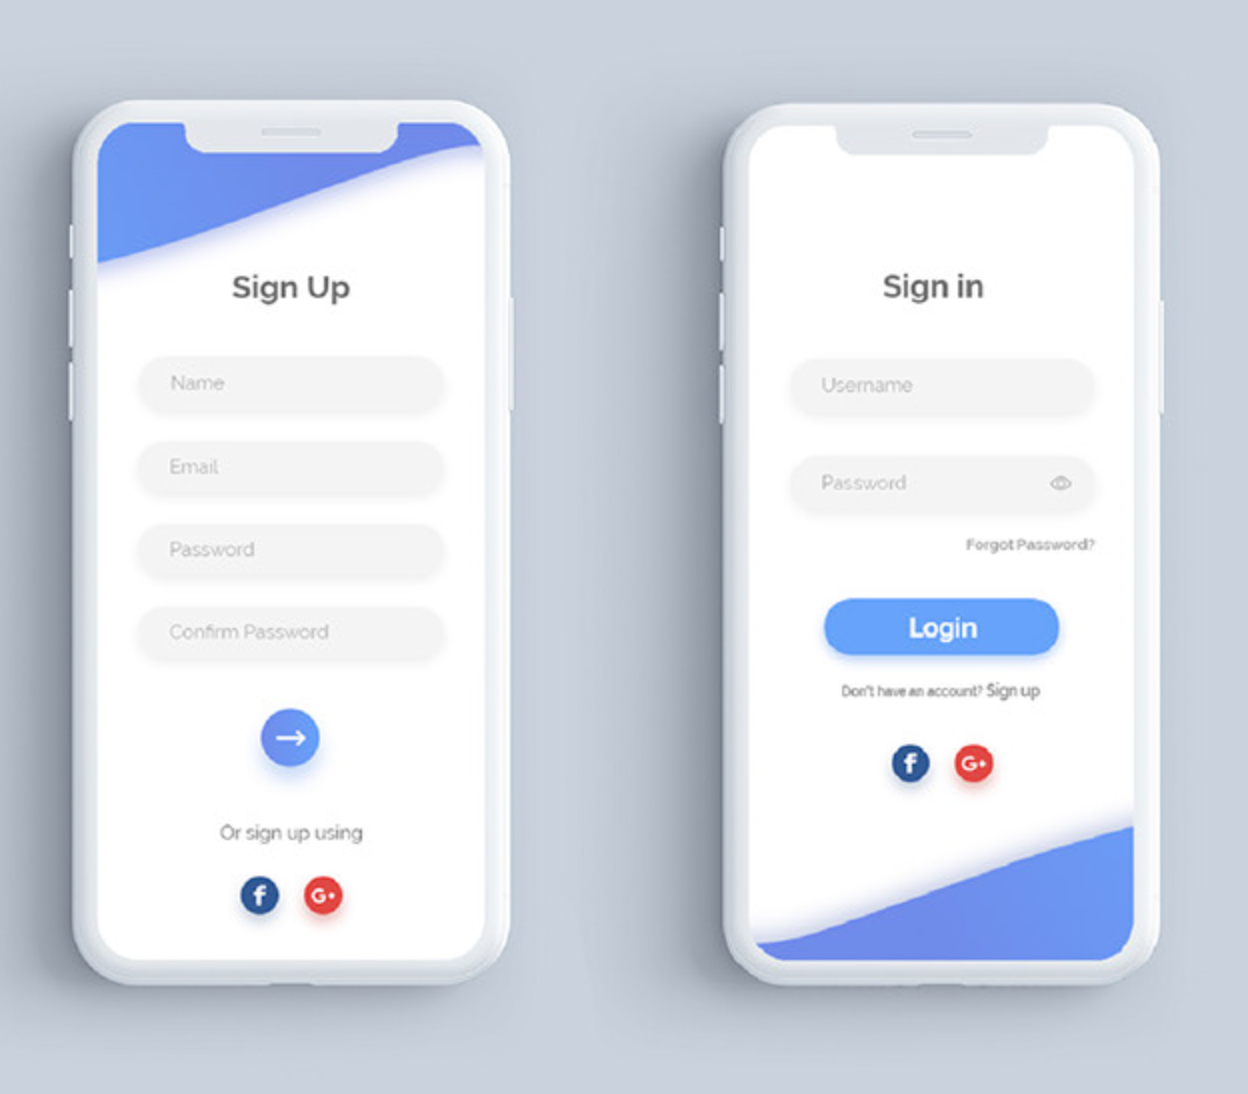 Sign Up
Name
Email
Password
Confirm Password
→
Or sign up using
f G+
Sign in
Username
Password
Forgot Password?
Login
Don't have an account? Sign up
f G+